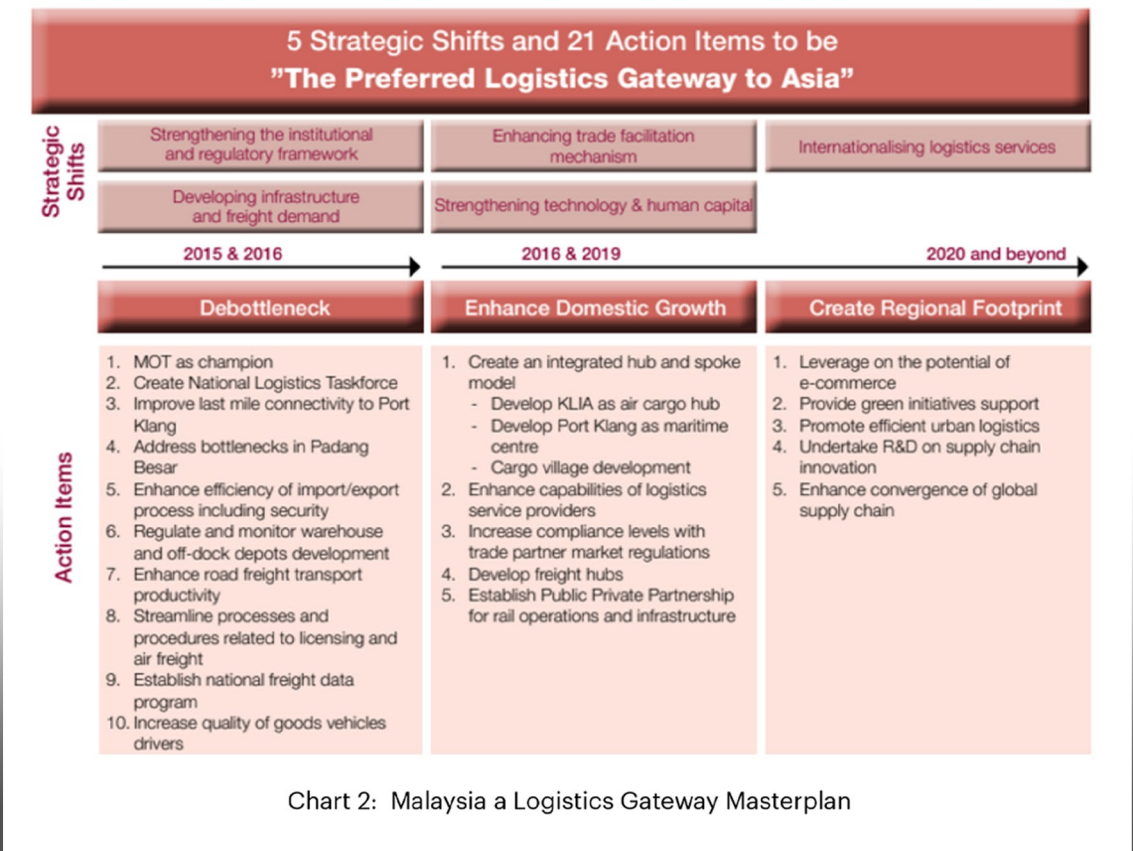 5 Strategic Shifts and 21 Action Items to be
”The Preferred Logistics Gateway to Asia”
Strategic
Shifts
Strengthening the institutional
and regulatory framework
Enhancing trade facilitation
mechanism
Internationalising logistics services
Developing infrastructure
and freight demand
Strengthening technology & human capital
2015 & 2016
2016 & 2019
2020 and beyond
Debottleneck
Enhance Domestic Growth
Create Regional Footprint
Action Items
1. MOT as champion
2. Create National Logistics Taskforce
3. Improve last mile connectivity to Port
Klang
4. Address bottlenecks in Padang
Besar
5. Enhance efficiency of import/export
process including security
6. Regulate and monitor warehouse
and off-dock depots development
7. Enhance road freight transport
productivity
8. Streamline processes and
procedures related to licensing and
air freight
9. Establish national freight data
program
10. Increase quality of goods vehicles
drivers
1. Create an integrated hub and spoke
model
- Develop KLIA as air cargo hub
- Develop Port Klang as maritime
centre
- Cargo village development
2. Enhance capabilities of logistics
service providers
3. Increase compliance levels with
trade partner market regulations
4. Develop freight hubs
5. Establish Public Private Partnership
for rail operations and infrastructure
1. Leverage on the potential of
e-commerce
2. Provide green initiatives support
3. Promote efficient urban logistics
4. Undertake R&D on supply chain
innovation
5. Enhance convergence of global
supply chain
Chart 2: Malaysia a Logistics Gateway Masterplan